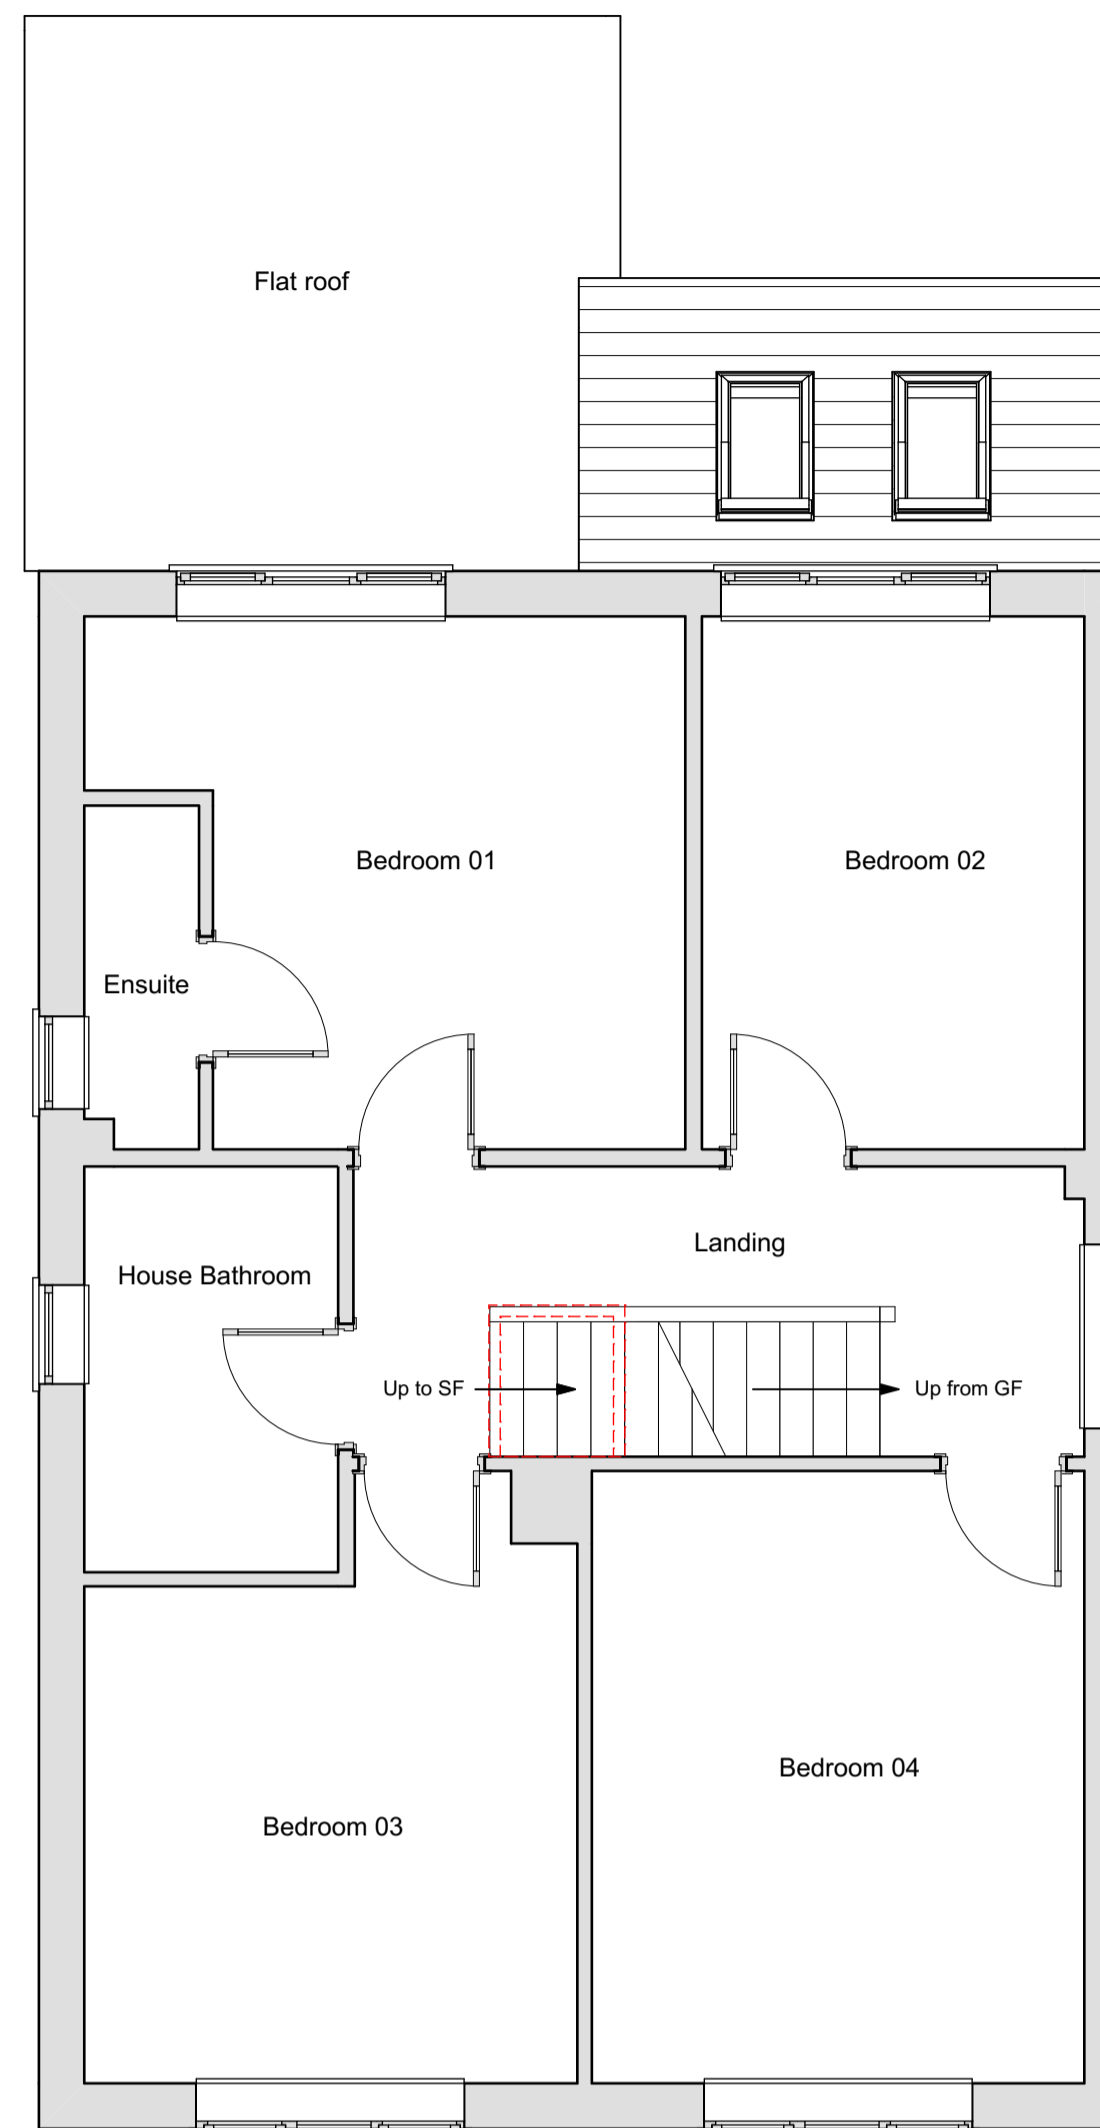 Flat roof
Bedroom 01
Bedroom 02
Ensuite
Landing
House Bathroom
Up to SF
Up from GF
Bedroom 04
Bedroom 03